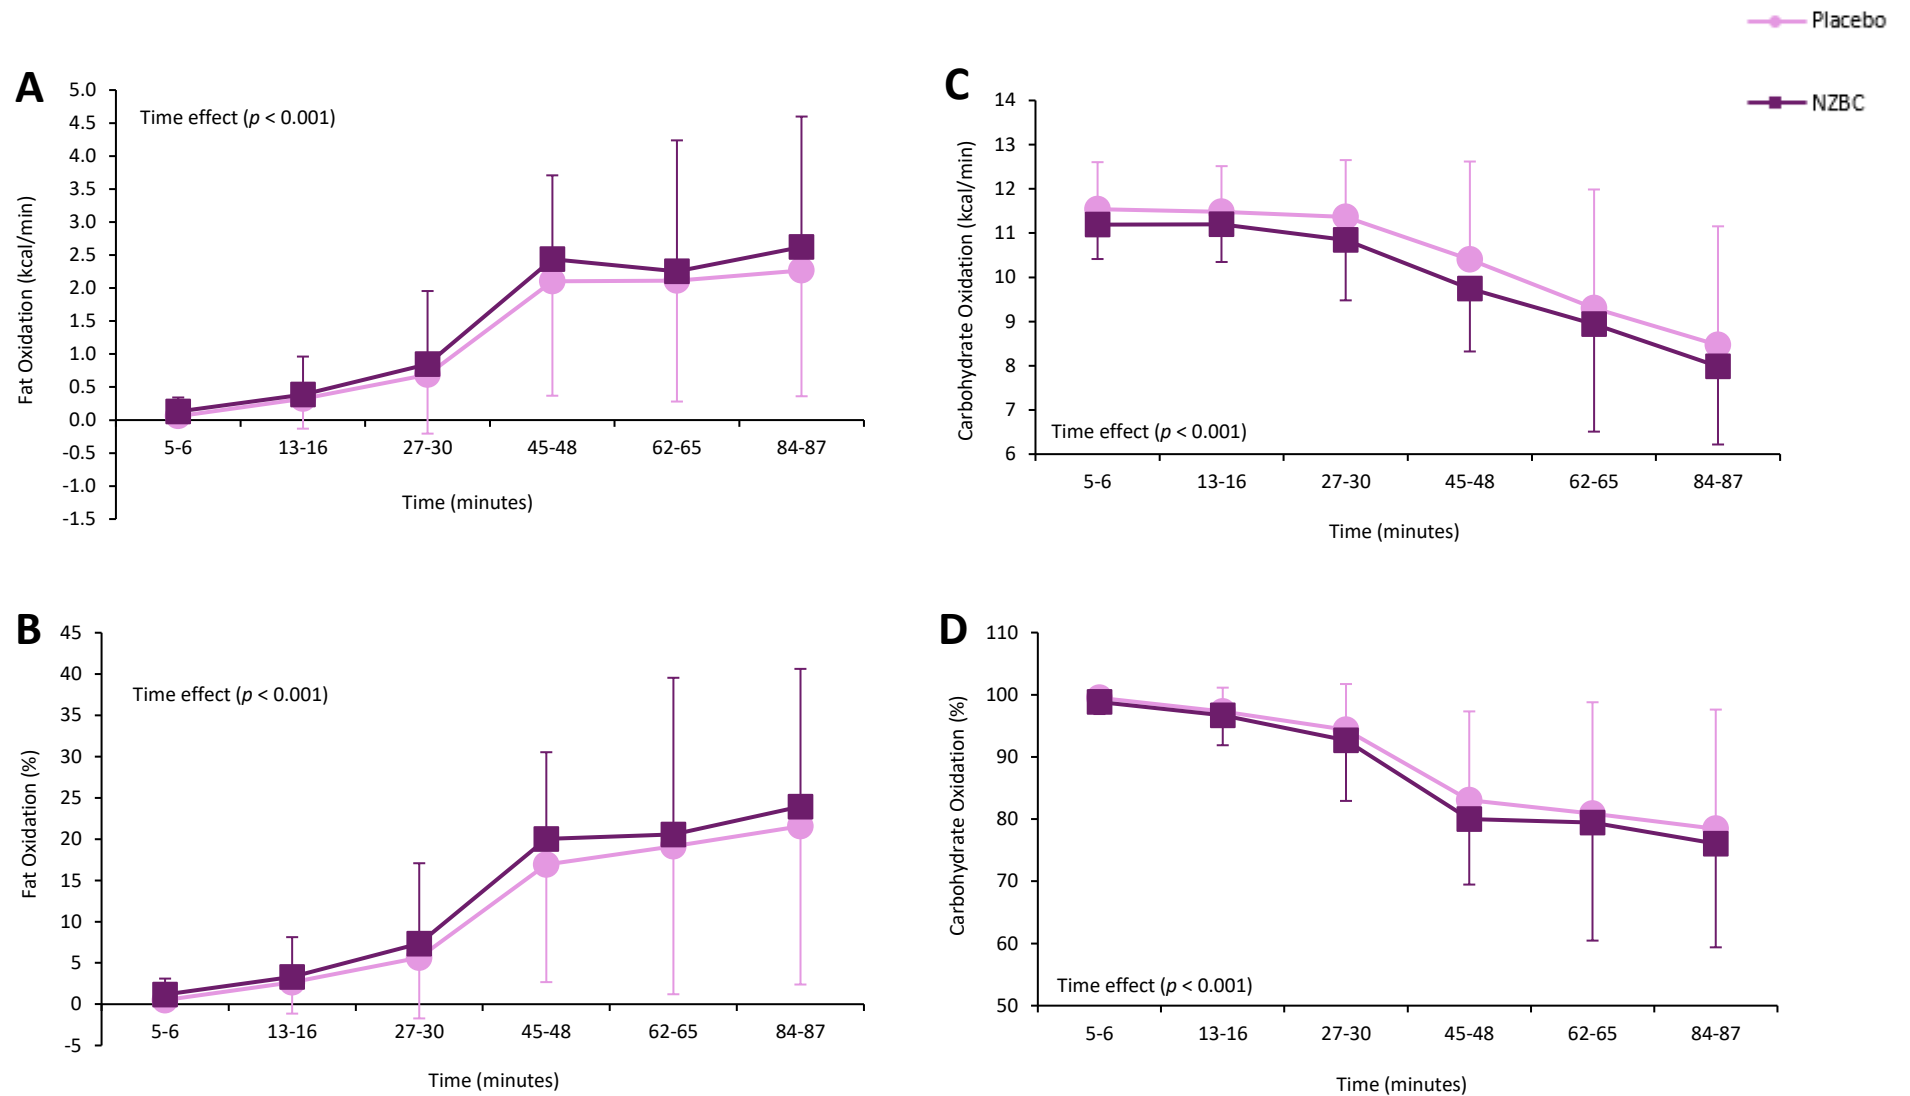 Placebo
NZBC
A
Time effect (p < 0.001)
Fat Oxidation (kcal/min)
5.0
4.5
4.0
3.5
3.0
2.5
2.0
1.5
1.0
0.5
0.0
-0.5
-1.0
-1.5
5-6 13-16 27-30 45-48 62-65 84-87
Time (minutes)
C
Carbohydrate Oxidation (kcal/min)
14
13
12
11
10
9
8
7
6
Time effect (p < 0.001)
5-6 13-16 27-30 45-48 62-65 84-87
Time (minutes)
B
Time effect (p < 0.001)
Fat Oxidation (%)
45
40
35
30
25
20
15
10
5
0
-5
5-6 13-16 27-30 45-48 62-65 84-87
Time (minutes)
D
Carbohydrate Oxidation (%)
110
100
90
80
70
60
50
Time effect (p < 0.001)
5-6 13-16 27-30 45-48 62-65 84-87
Time (minutes)